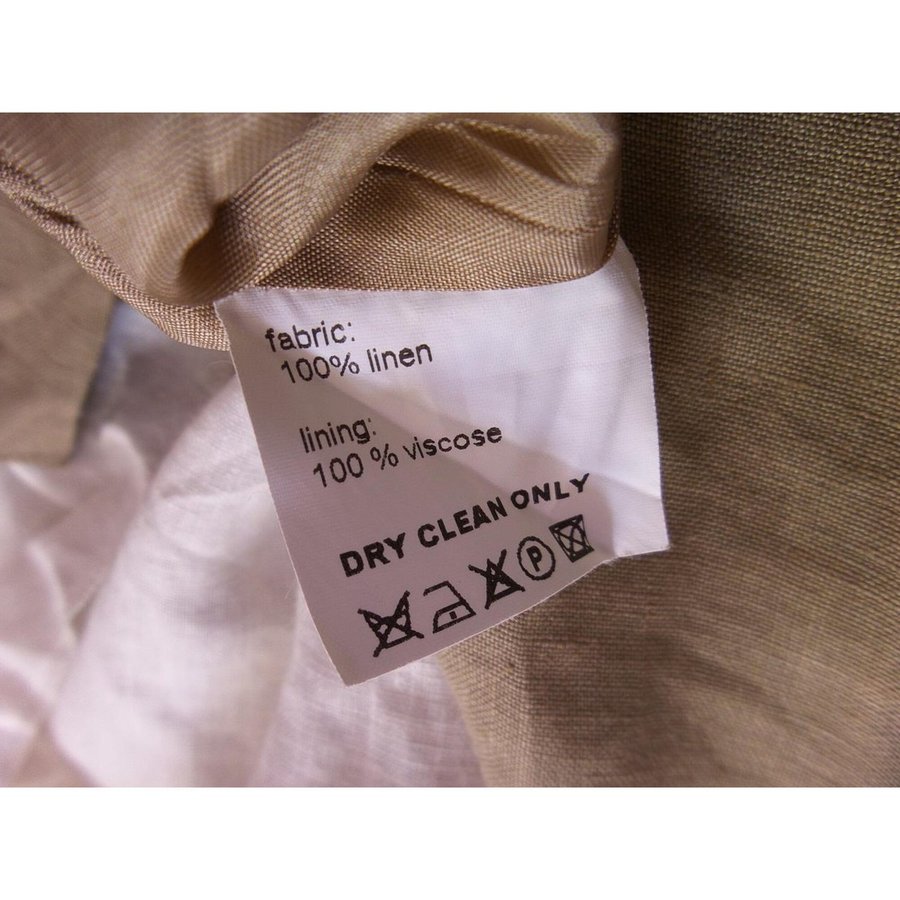 fabric:
100% linen
lining:
100 % viscose
DRY CLEAN ONLY
P